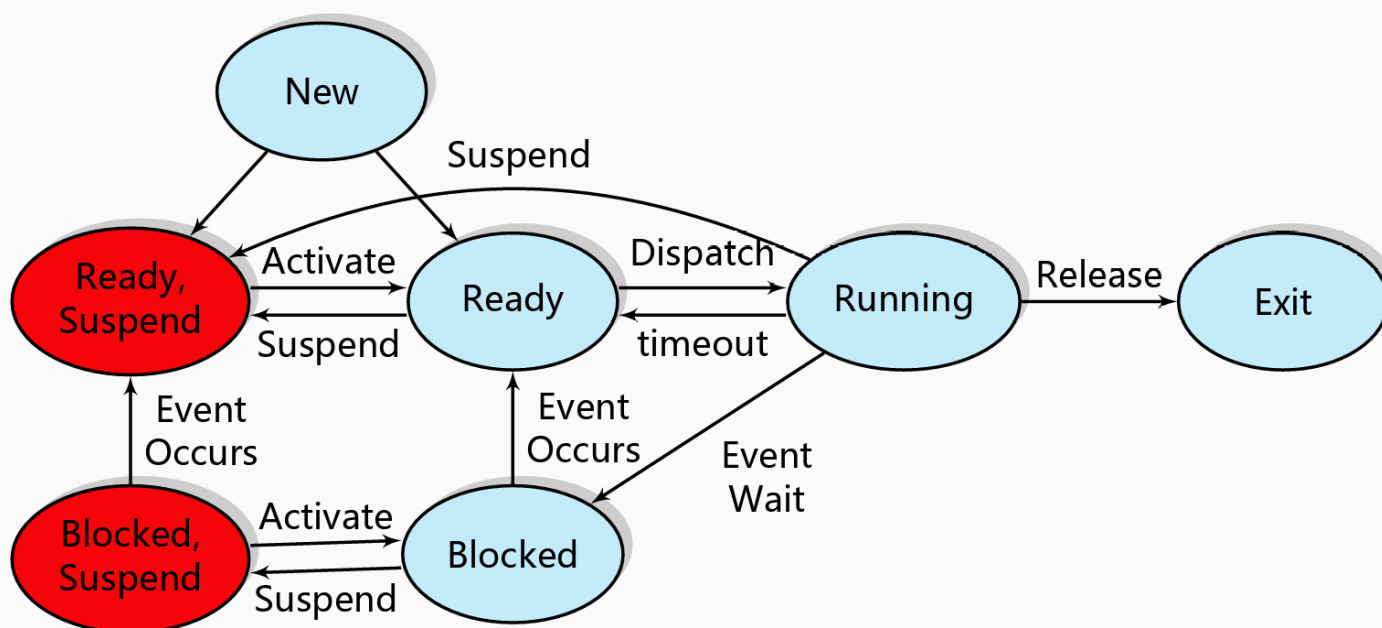 New
Suspend
Ready,
Suspend
Activate
Suspend
Ready
Dispatch
timeout
Running
Release
Exit
Event
Occurs
Event
Occurs
Event
Wait
Blocked,
Suspend
Activate
Suspend
Blocked